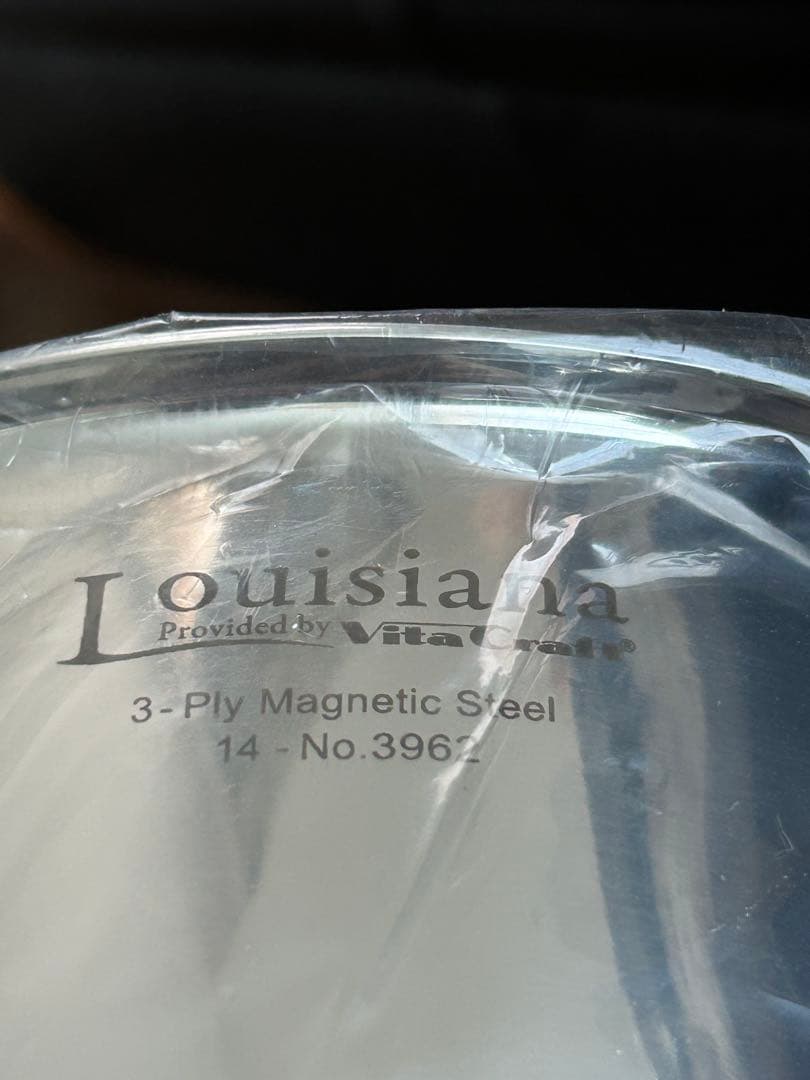 Louisiana
Provided by Vita Craft®
3-Ply Magnetic Steel
14 - No.3962